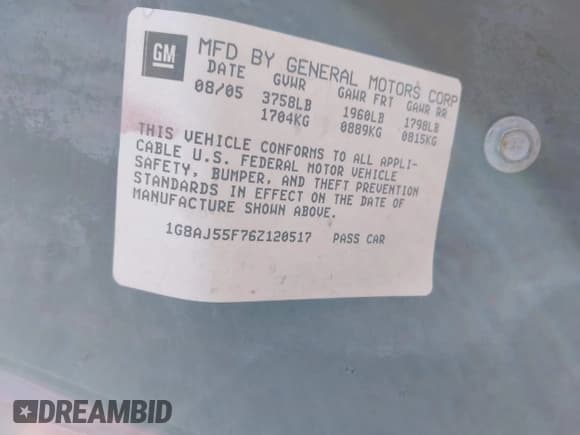 GM
MFD BY GENERAL MOTORS CORP
DATE GVWR GAWR FRT GAWR RR
08/05 3758LB 1960LB 1798LB
1704KG 0889KG 0815KG
THIS VEHICLE CONFORMS TO ALL APPLI-
CABLE U.S. FEDERAL MOTOR VEHICLE
SAFETY, BUMPER, AND THEFT PREVENTION
STANDARDS IN EFFECT ON THE DATE OF
MANUFACTURE SHOWN ABOVE.
1G8AJ55F76Z120517 PASS CAR
DREAMBID